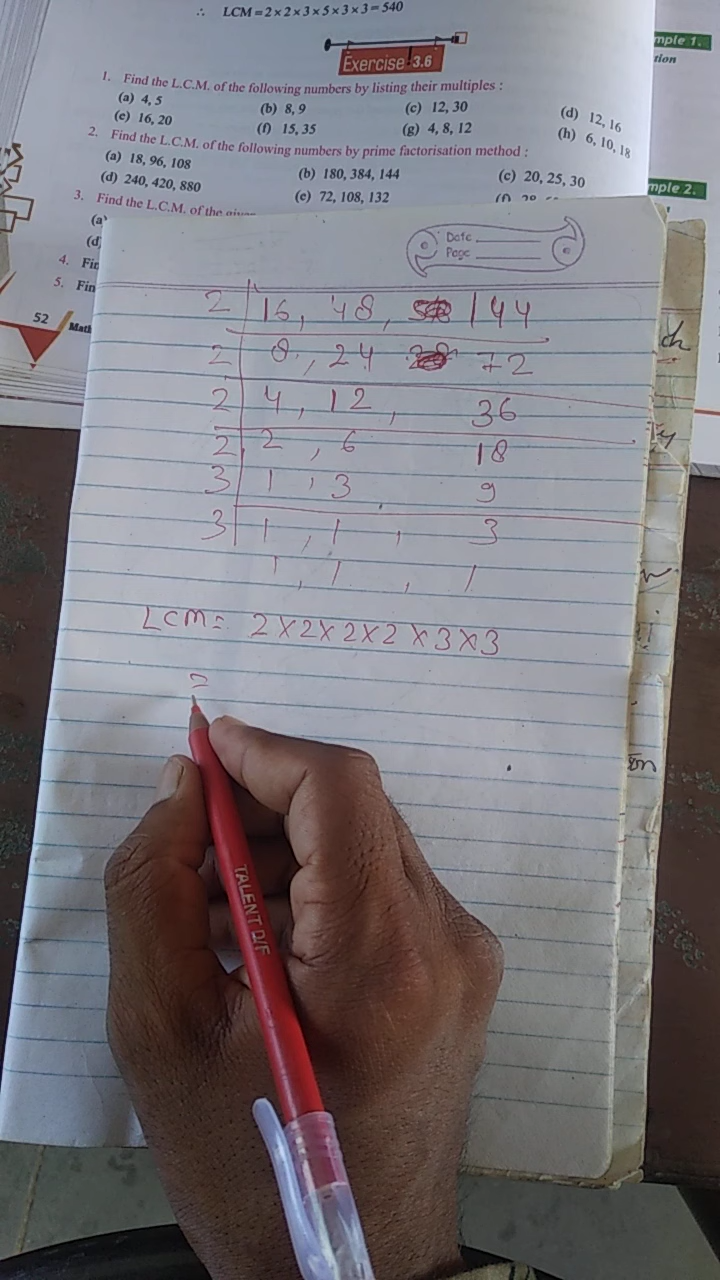 ∴ LCM = 2 × 2 × 3 × 5 × 3 × 3 = 540
Exercise 3.6
1. Find the L.C.M. of the following numbers by listing their multiples :
(a) 4, 5 (b) 8, 9 (c) 12, 30 (d) 12, 16
(e) 16, 20 (f) 15, 35 (g) 4, 8, 12 (h) 6, 10, 18
2. Find the L.C.M. of the following numbers by prime factorisation method :
(a) 18, 96, 108 (b) 180, 384, 144 (c) 20, 25, 30
(d) 240, 420, 880 (e) 72, 108, 132 (f)
3. Find the L.C.M. of the
(a)
(d
4. Fin
5. Fin
52 Math
mple 1.
tion
mple 2.
Date
Page
2 16, 48, 144
2 8, 24 72
2 4, 12, 36
2 2, 6 18
3 1, 3 9
3 1, 1, 3
1, 1, 1
LCM = 2×2×2×2×3×3
=
TALENT D/F